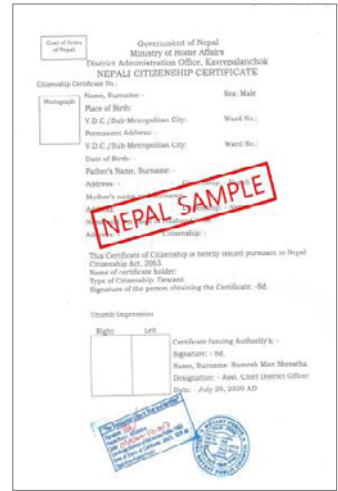 Coat of Arms
of Nepal
Government of Nepal
Ministry of Home Affairs
District Administration Office, Kavrepalanchok
NEPALI CITIZENSHIP CERTIFICATE
Citizenship Certificate No.:
Photograph
Name, Surname: -
Sex: Male
Place of Birth:
V.D.C./Sub-Metropolitan City:
Ward No.:
Permanent Address: -
V.D.C./Sub-Metropolitan City:
Ward No.:
Date of Birth: -
Father's Name, Surname: -
Address: -
Mother's name
NEPAL SAMPLE
Citizenship: -
This Certificate of Citizenship is hereby issued pursuant to Nepal
Citizenship Act, 2063.
Name of certificate holder:
Type of Citizenship: Descent
Signature of the person obtaining the Certificate: -Sd.
Thumb Impression
Right
Left
Certificate Issuing Authority's: -
Signature: - Sd.
Name, Surname: Ramesh Man Shrestha
Designation: - Asst. Chief District Officer
Date: - July 29, 2009 AD